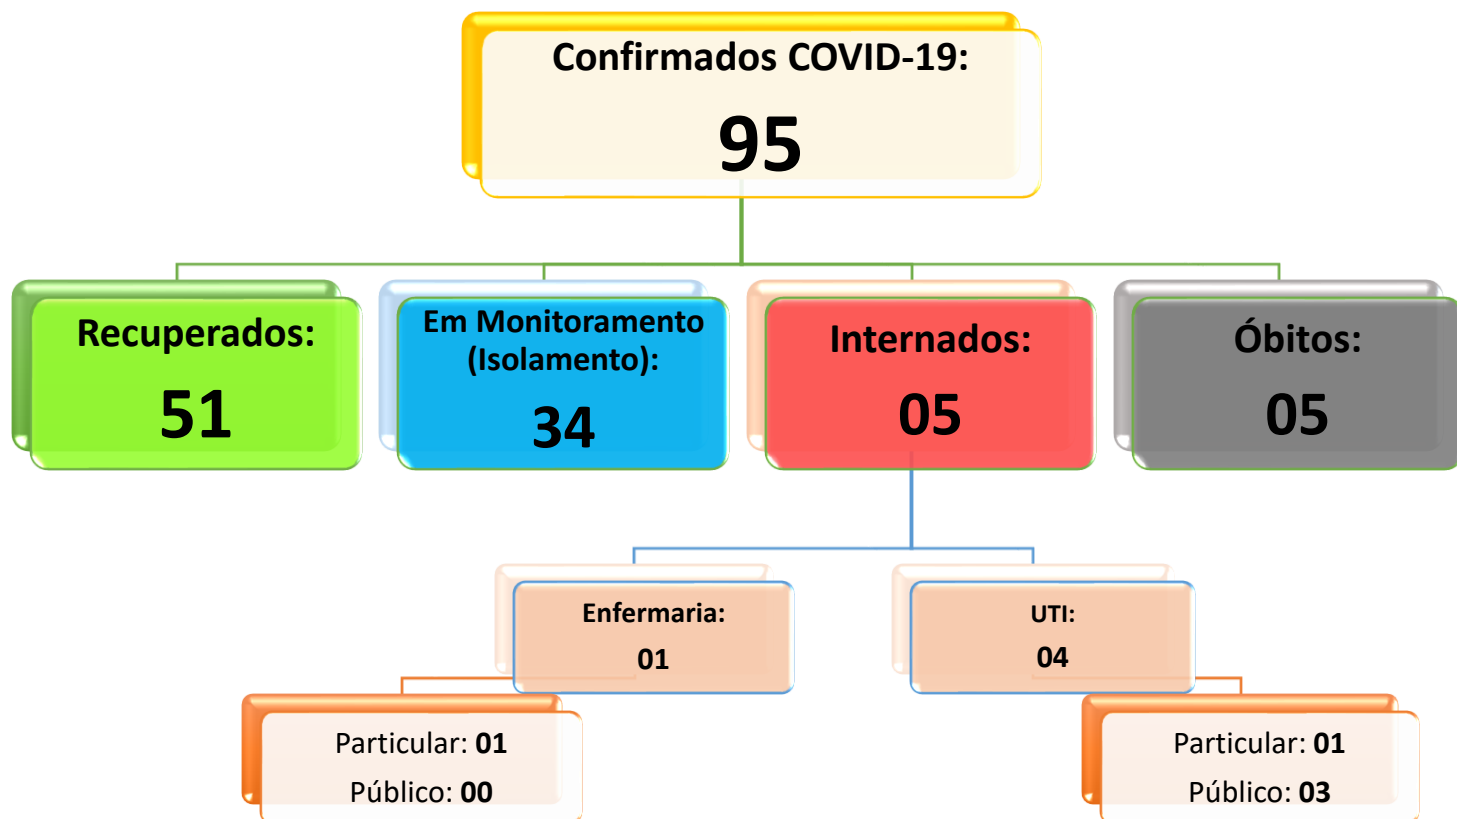 Confirmados COVID-19:
95
Recuperados:
51
Em Monitoramento
(Isolamento):
34
Internados:
05
Óbitos:
05
Enfermaria:
01
UTI:
04
Particular: 01
Público: 00
Particular: 01
Público: 03